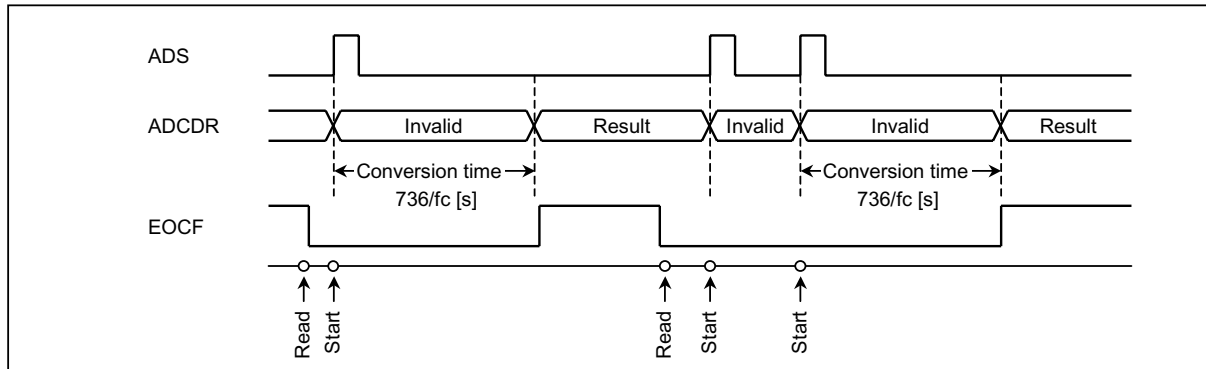 ADS
ADCDR
Invalid
Result
Invalid
Invalid
Result
Conversion time
736/fc [s]
Conversion time
736/fc [s]
EOCF
Read
Start
Read
Start
Start